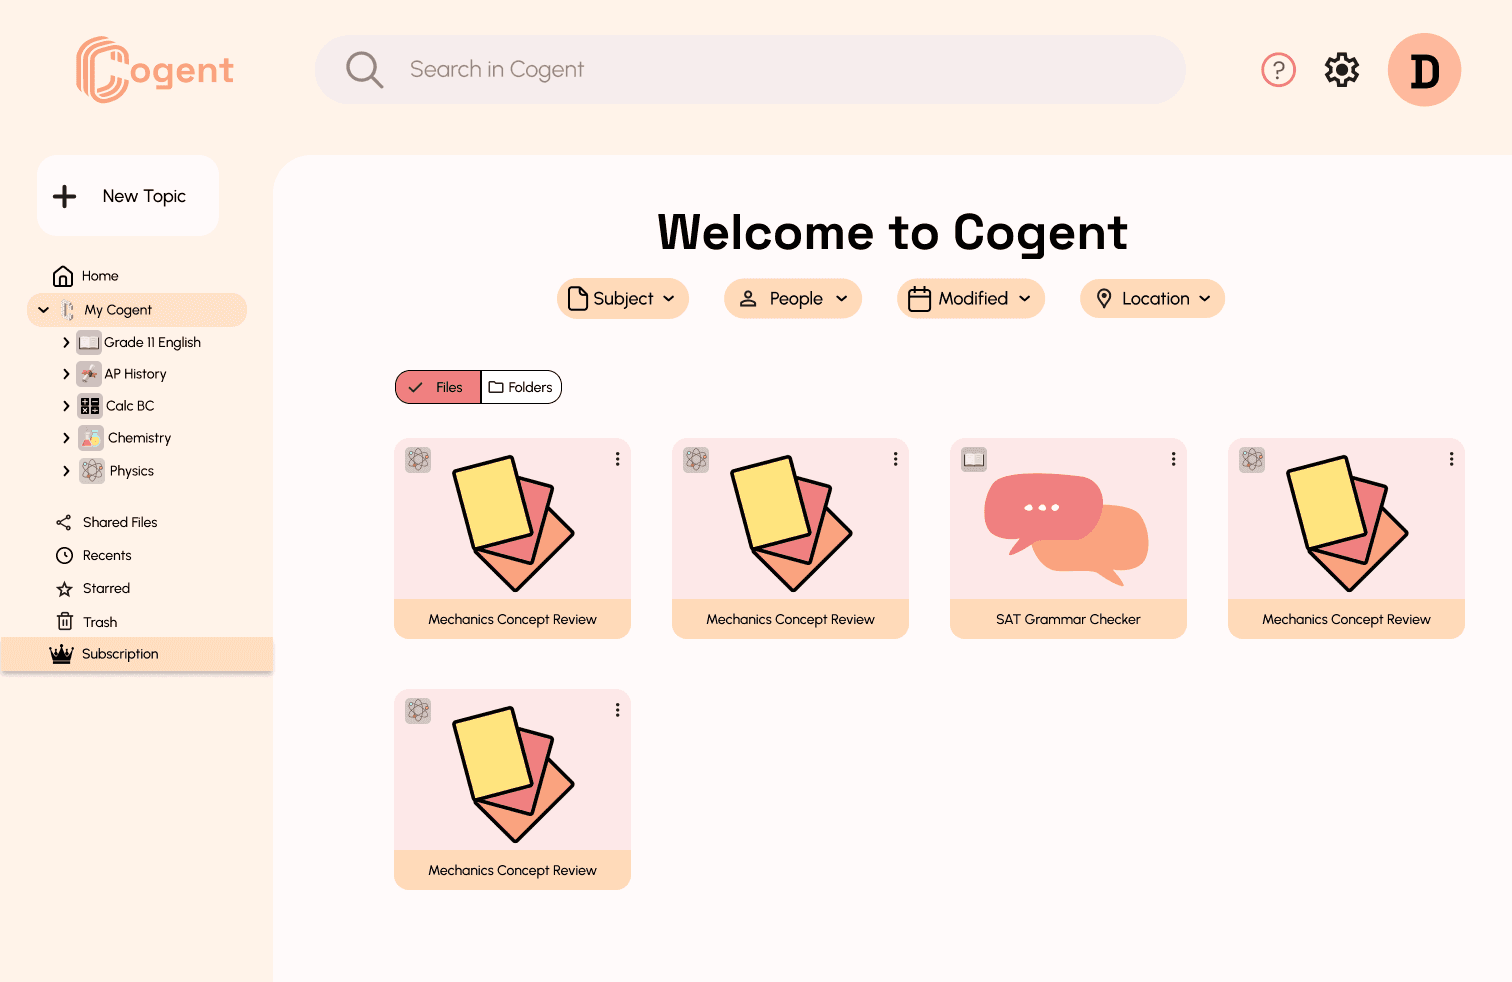 Cogent
Search in Cogent
?
D
New Topic
Home
My Cogent
Grade 11 English
AP History
Calc BC
Chemistry
Physics
Shared Files
Recents
Starred
Trash
Subscription
Welcome to Cogent
Subject
People
Modified
Location
Files
Folders
Mechanics Concept Review
Mechanics Concept Review
SAT Grammar Checker
Mechanics Concept Review
Mechanics Concept Review